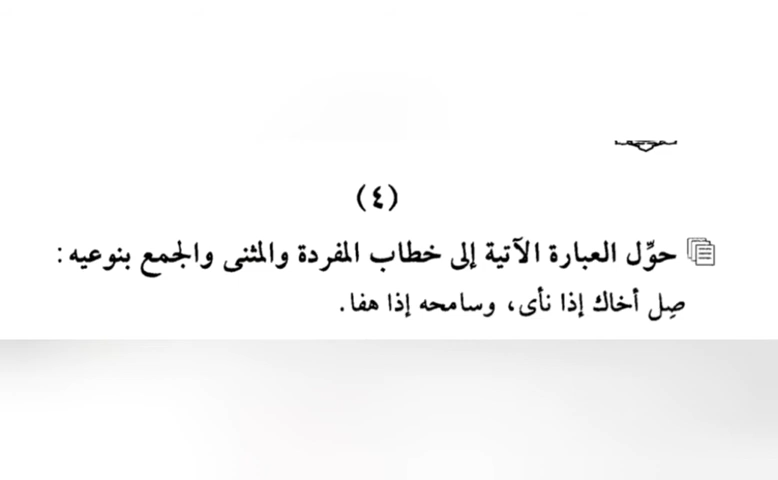 (٤)
حوِّل العبارة الآتية إلى خطاب المفردة والمثنى والجمع بنوعيه:
صِل أخاك إذا نأى، وسامحه إذا هفا.